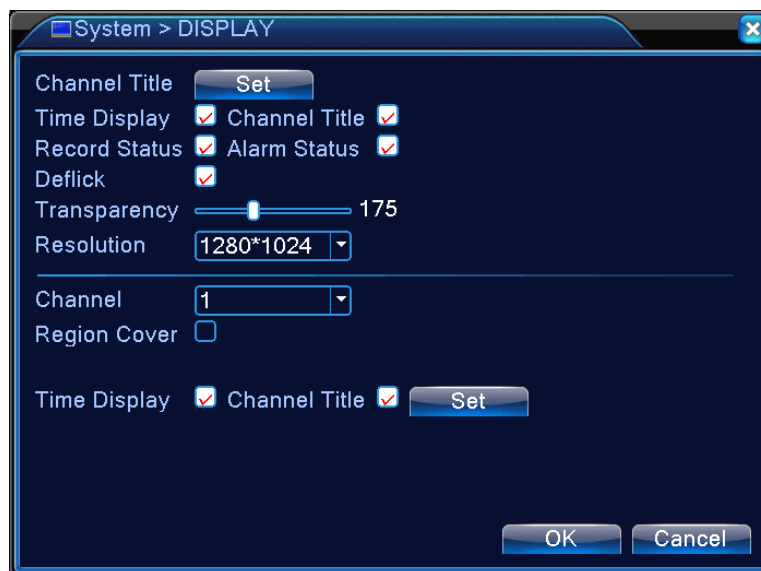 System > DISPLAY
Channel Title Set
Time Display Channel Title
Record Status Alarm Status
Deflick
Transparency 175
Resolution 1280*1024
Channel 1
Region Cover
Time Display Channel Title Set
OK Cancel